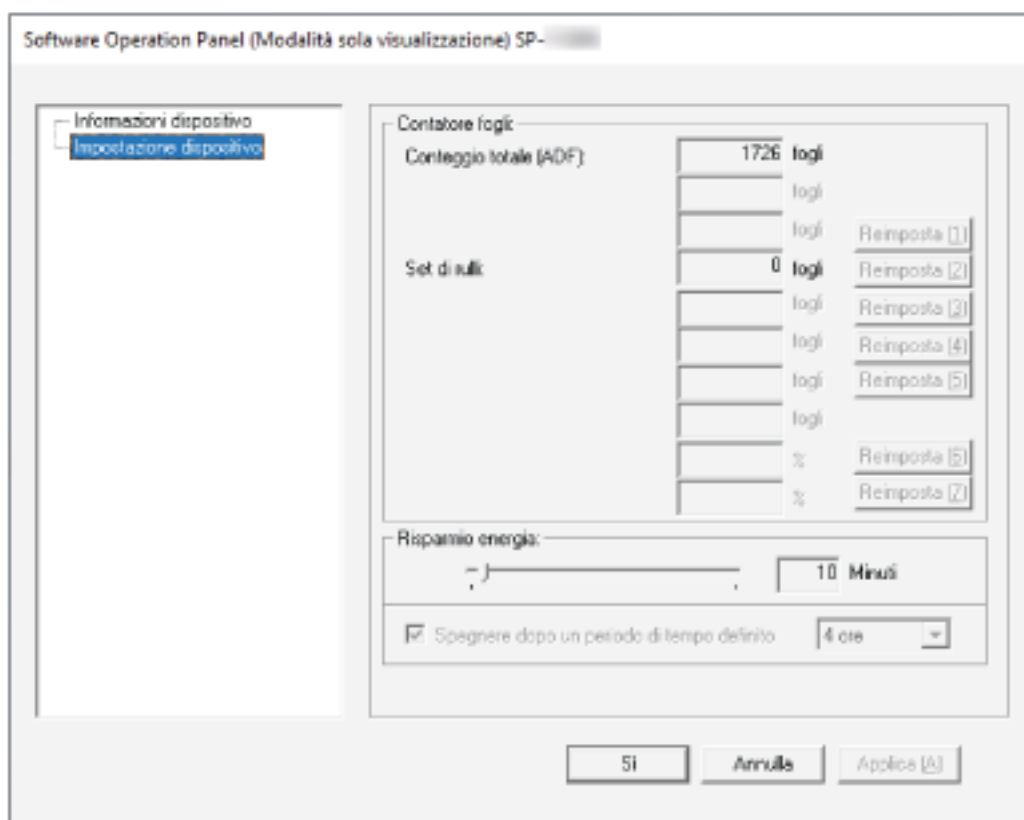 Software Operation Panel (Modalità sola visualizzazione) SP-
Informazioni dispositivo
Impostazione dispositivo
Contatore fogli:
Conteggio totale (ADF): 1726 fogli
fogli
fogli Reimposta [1]
Set di rulli: 0 fogli Reimposta [2]
fogli Reimposta [3]
fogli Reimposta [4]
fogli Reimposta [5]
fogli
% Reimposta [6]
% Reimposta [7]
Risparmio energia:
10 Minuti
Spegnere dopo un periodo di tempo definito 4 ore
Sì Annulla Applica (A)